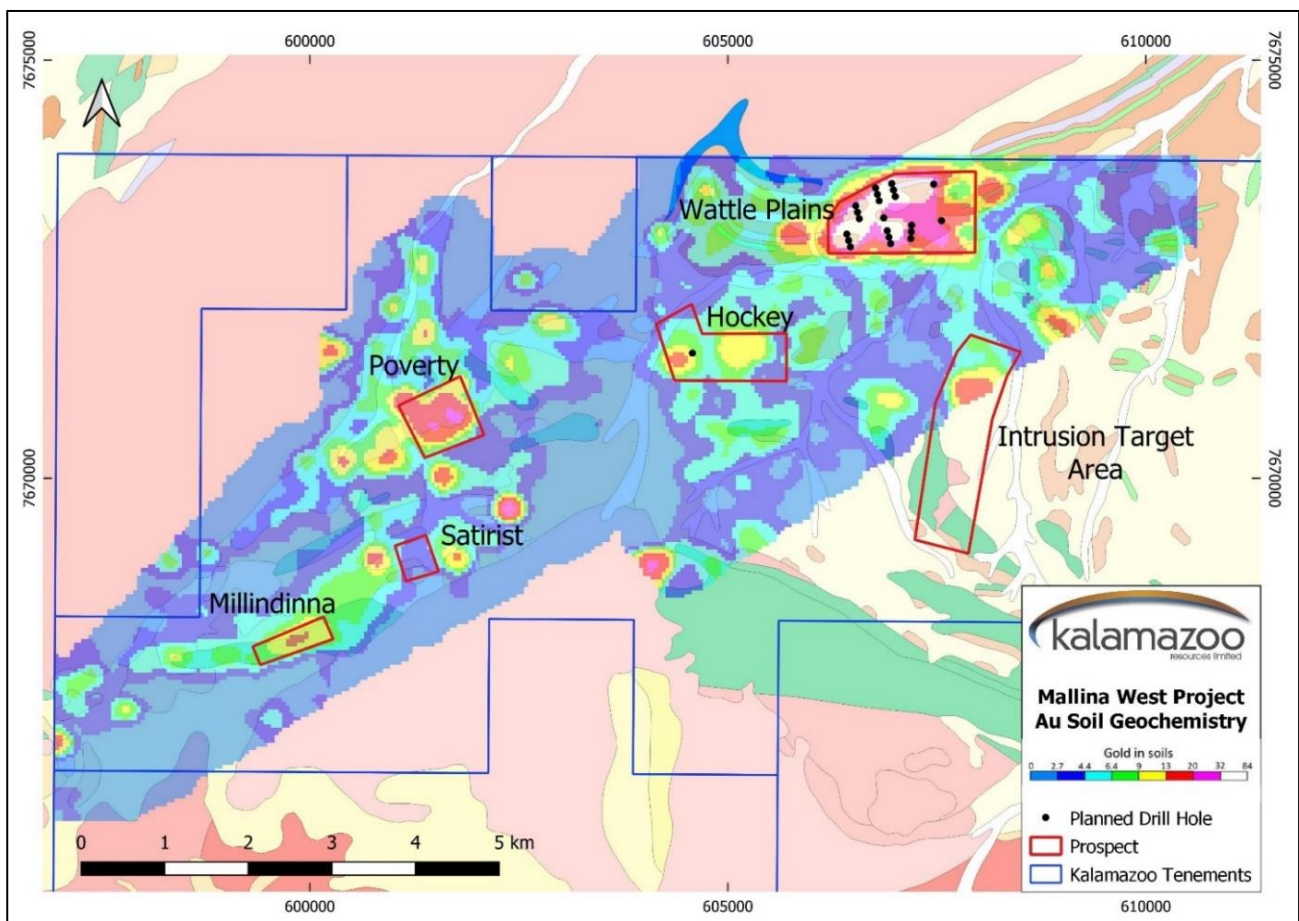 600000
605000
610000
7675000
7675000
Wattle Plains
Hockey
Poverty
Intrusion Target
Area
7670000
7670000
Satirist
Millindinna
kalamazoo
resources limited
Mallina West Project
Au Soil Geochemistry
Gold in soils
0 2.7 4.4 6.4 9 13 20 32 84
Planned Drill Hole
Prospect
Kalamazoo Tenements
0 1 2 3 4 5 km
600000
605000
610000